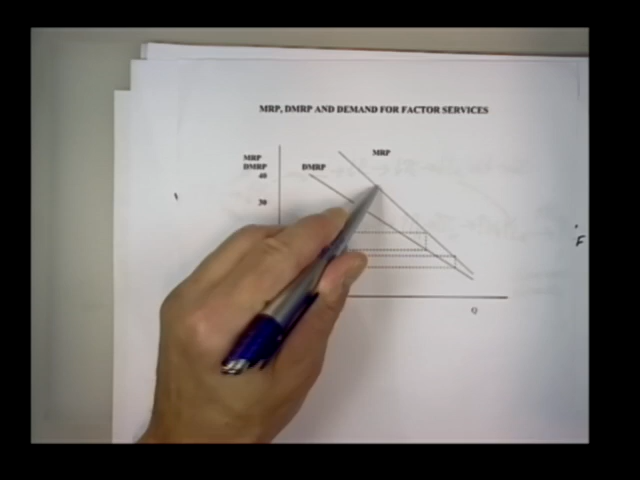 MRP, DMRP AND DEMAND FOR FACTOR SERVICES
MRP
MRP
DMRP
DMRP
40
30
F
Q